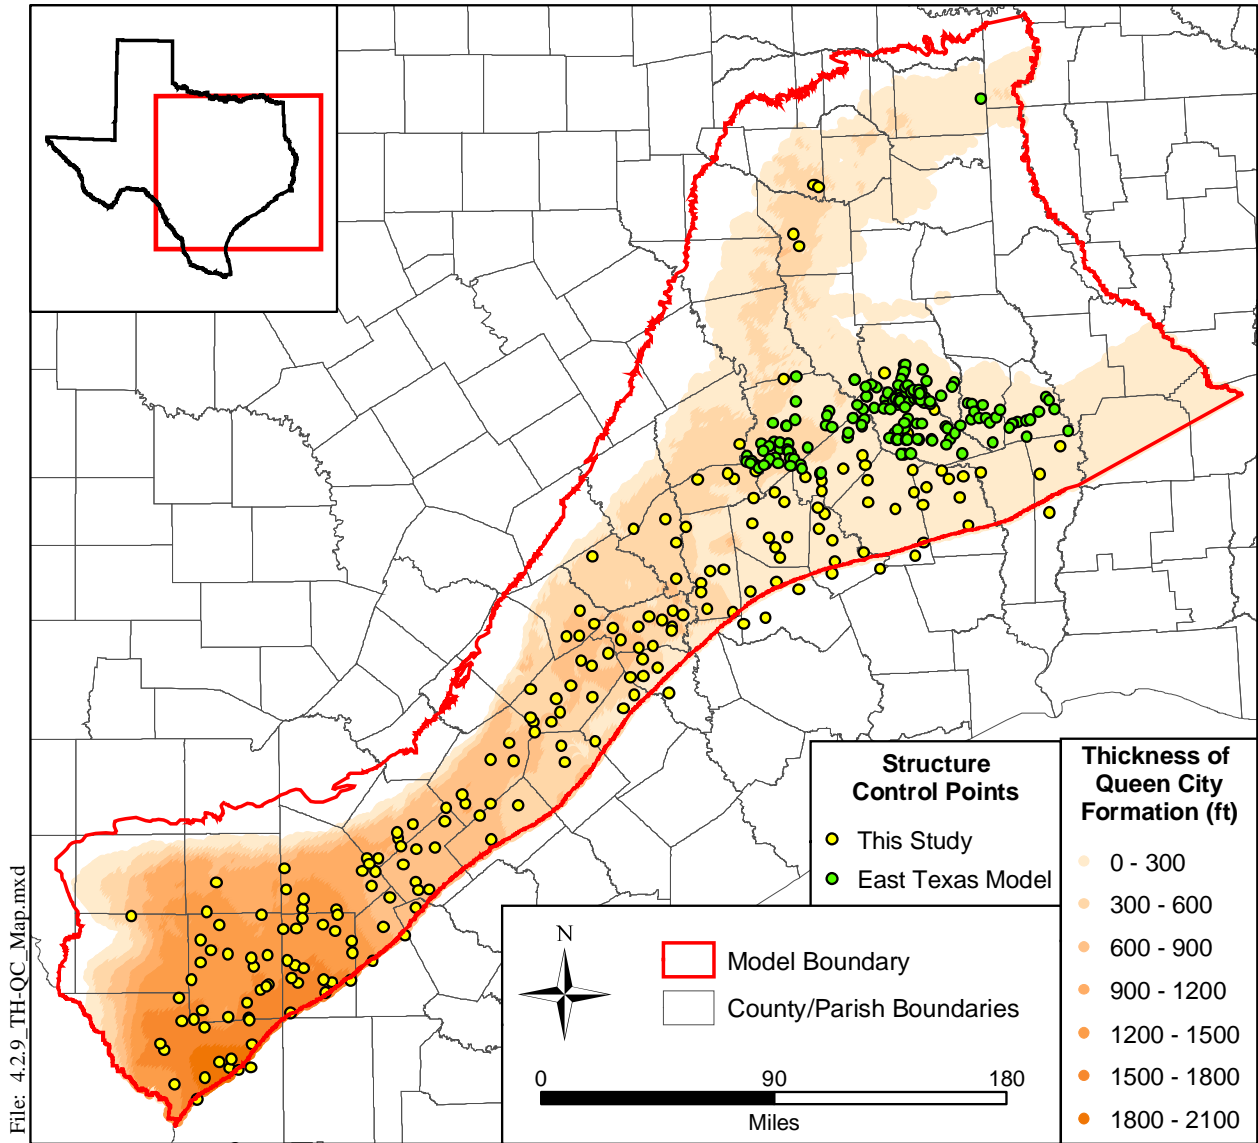 Structure
Control Points
This Study
East Texas Model
Thickness of
Queen City
Formation (ft)
0 - 300
300 - 600
600 - 900
900 - 1200
1200 - 1500
1500 - 1800
1800 - 2100
N
Model Boundary
County/Parish Boundaries
0 90 180
Miles
File: 4.2.9_TH-QC_Map.mxd